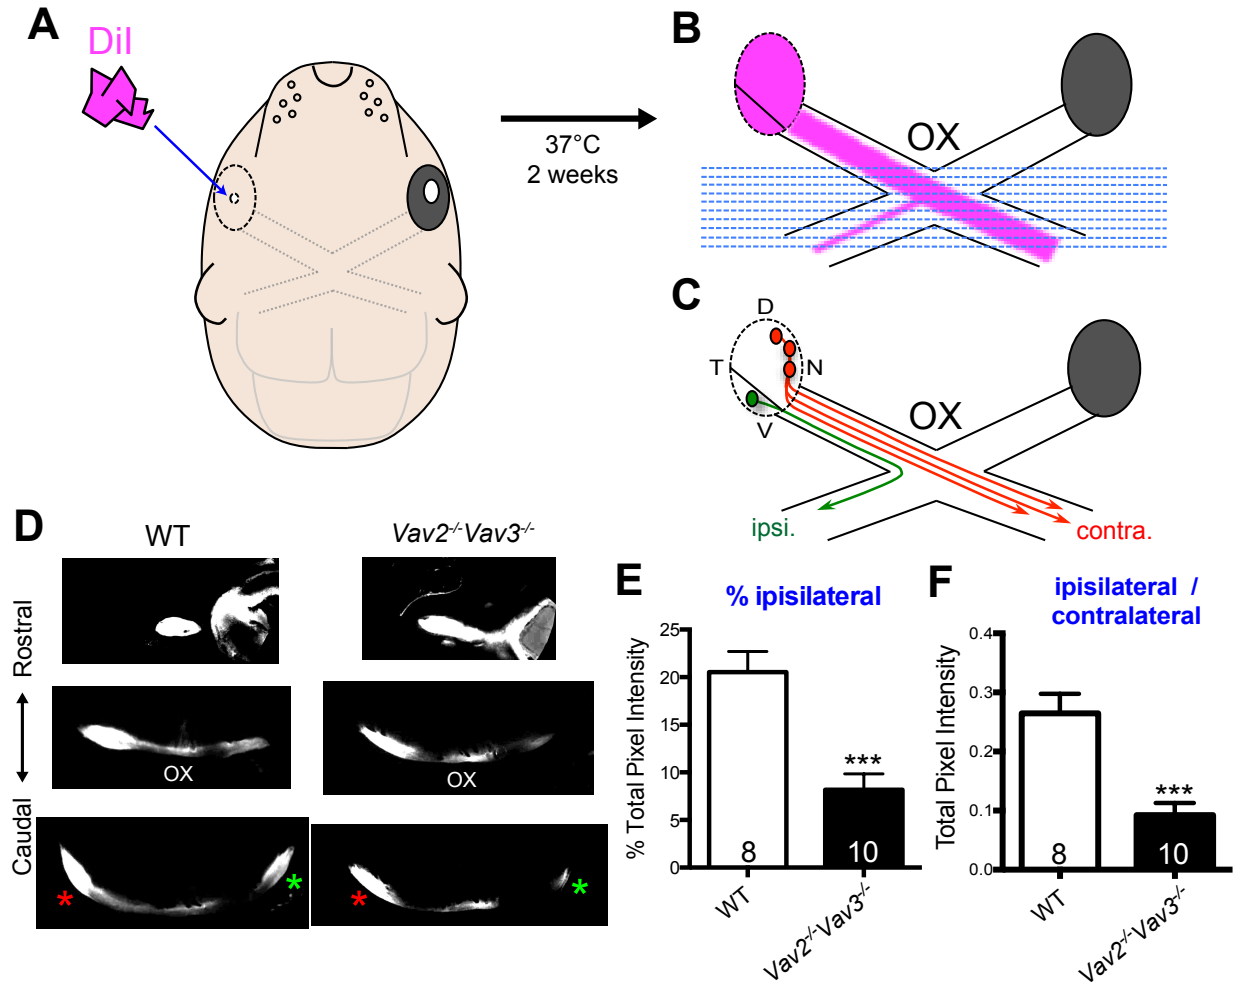 A
DiI
37°C
2 weeks
B
OX
C
D
T
N
V
OX
ipsi.
contra.
D
WT
Vav2-/-Vav3-/-
Rostral
Caudal
OX
OX
*
*
*
*
E
% ipisilateral
% Total Pixel Intensity
25
20
15
10
5
0
***
8
10
WT
Vav2-/-Vav3-/-
F
ipisilateral /
contralateral
Total Pixel Intensity
0.4
0.3
0.2
0.1
0.0
***
8
10
WT
Vav2-/-Vav3-/-